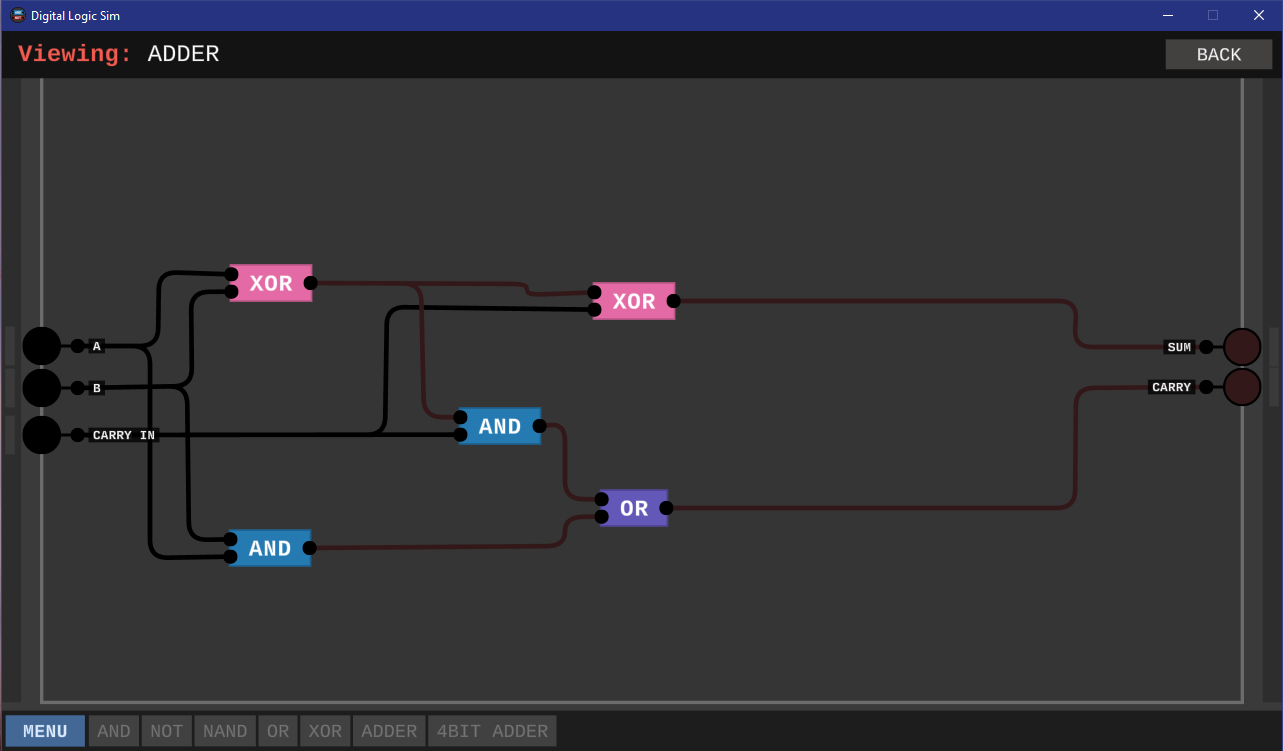 Digital Logic Sim
Viewing: ADDER
BACK
XOR
XOR
A
SUM
B
CARRY
CARRY IN
AND
OR
AND
MENU AND NOT NAND OR XOR ADDER 4BIT ADDER